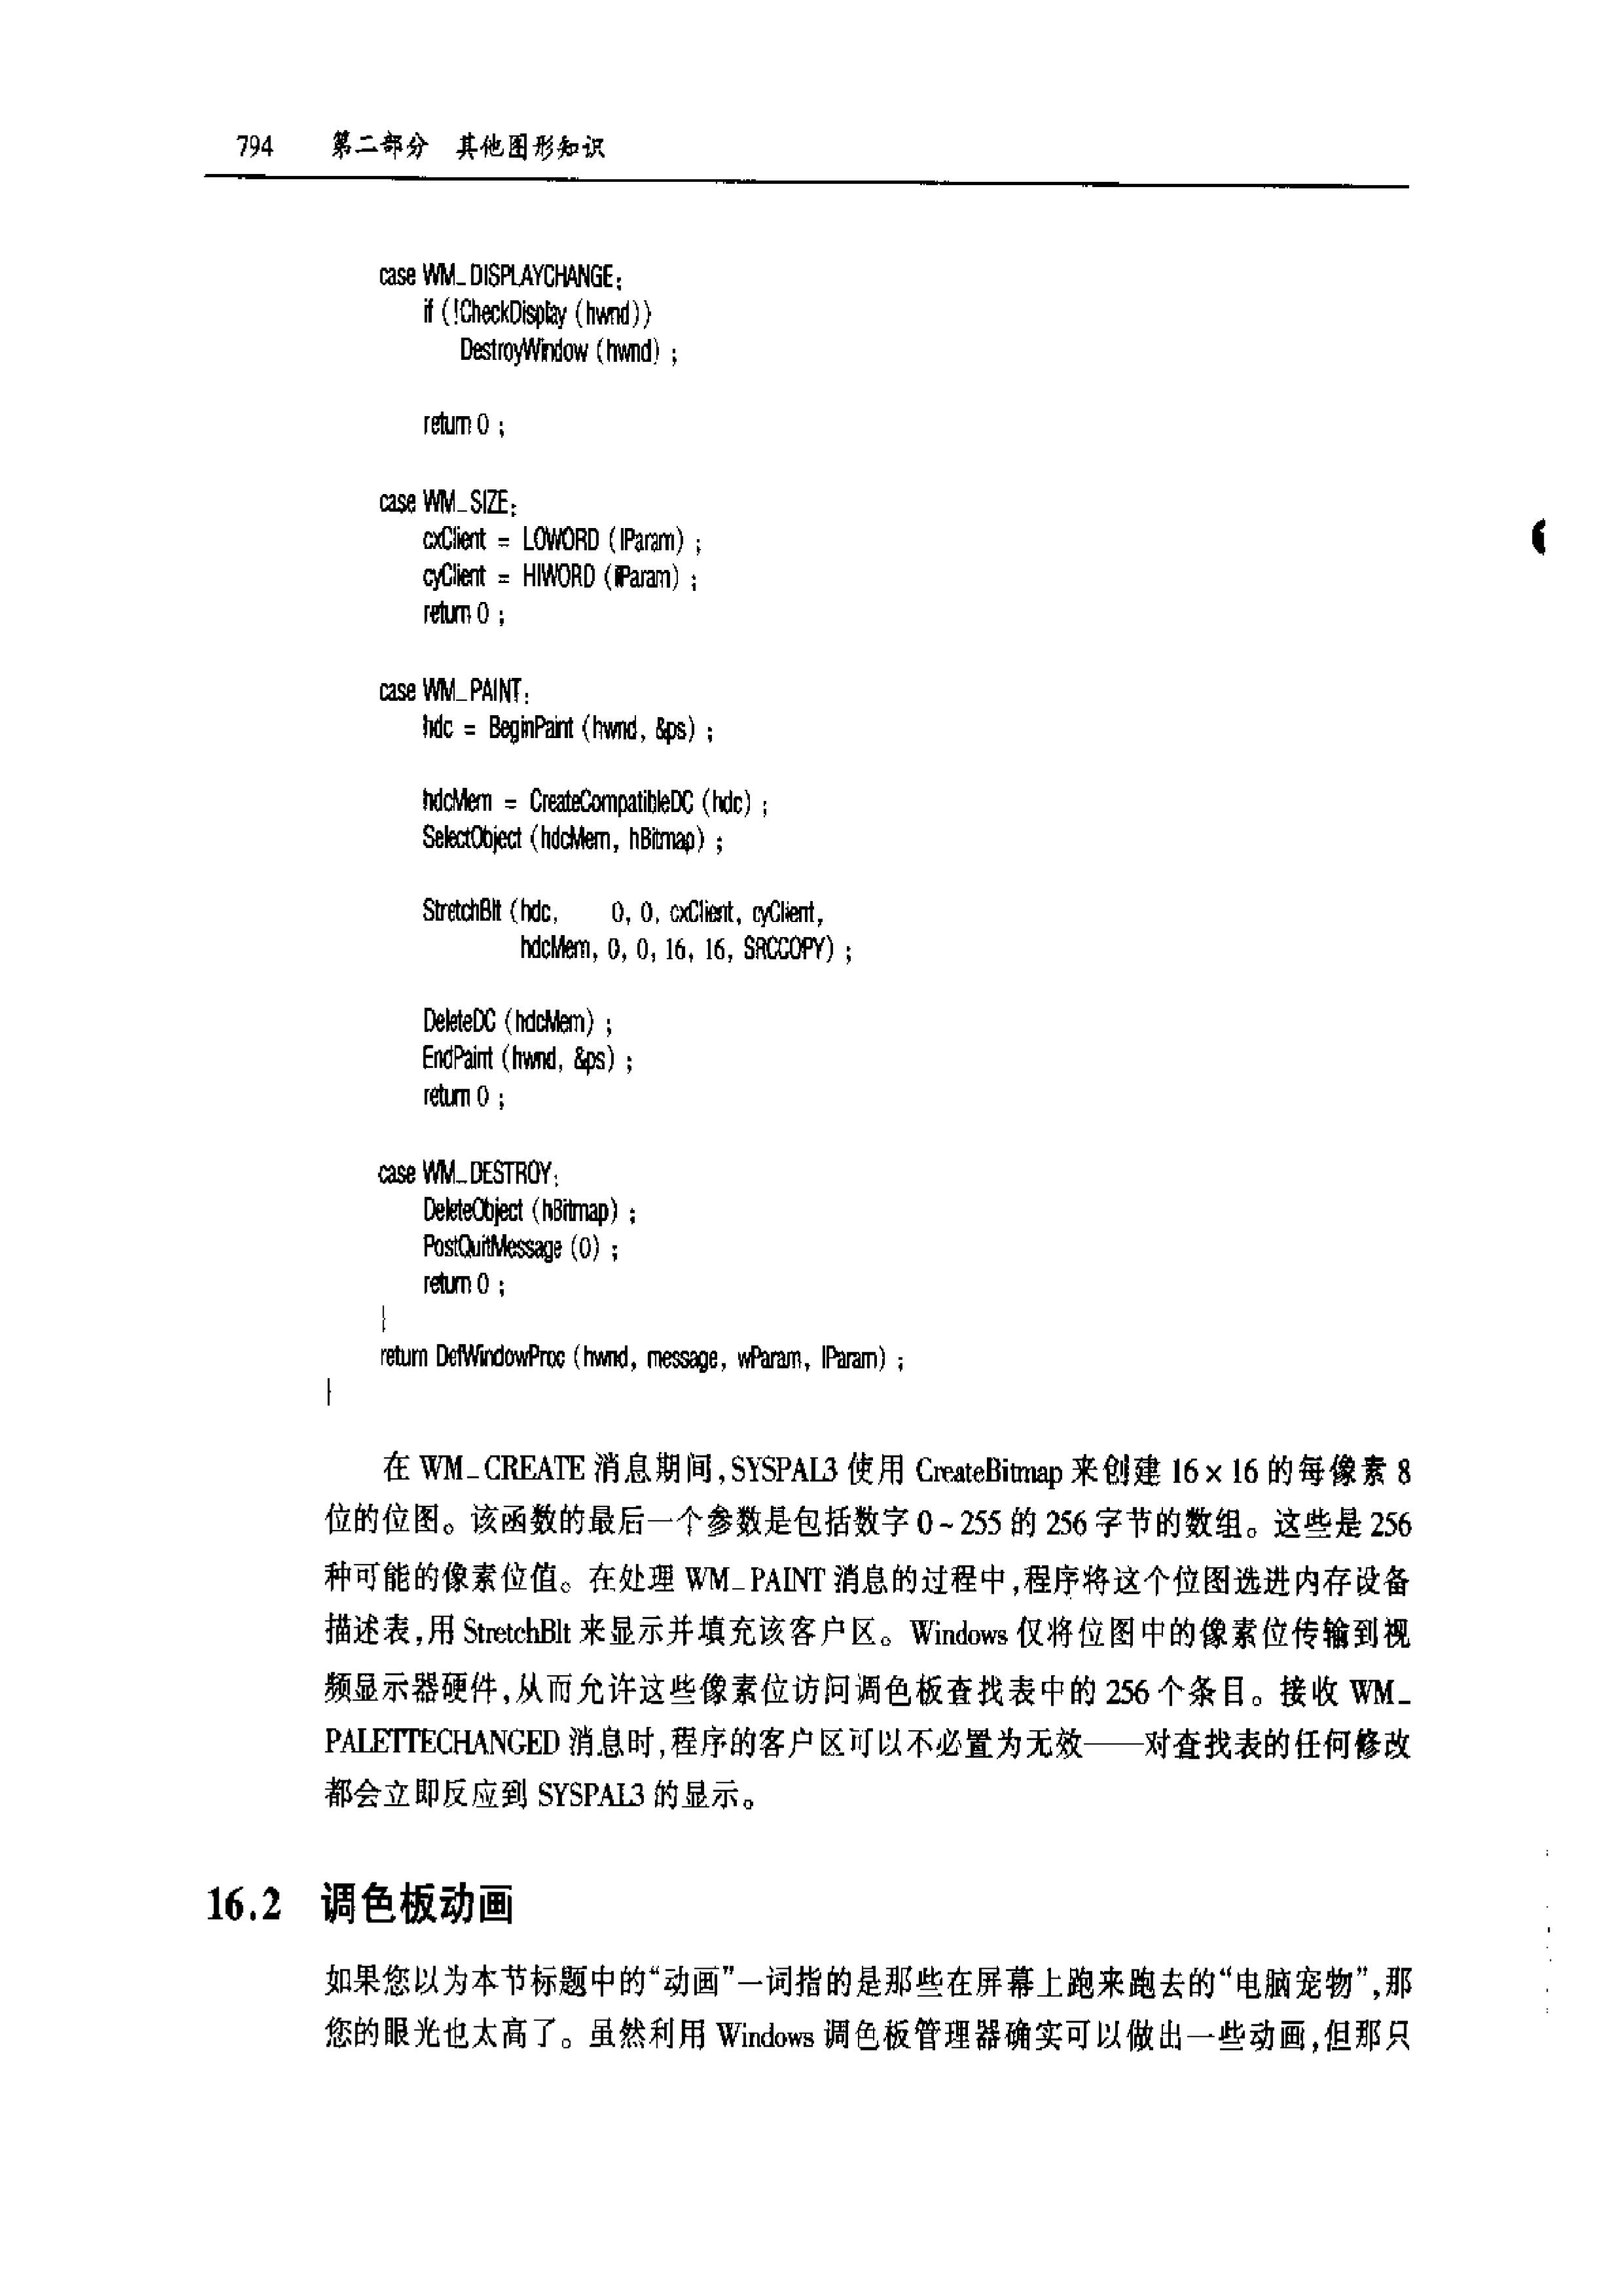 794 第二部分 其他图形知识
case WM_DISPLAYCHANGE:
if (!CheckDisplay (hwnd))
DestroyWindow (hwnd) ;
return 0 ;
case WM_SIZE:
cxClient = LOWORD (lParam) ;
cyClient = HIWORD (lParam) ;
return 0 ;
case WM_PAINT:
hdc = BeginPaint (hwnd, &ps) ;
hdcMem = CreateCompatibleDC (hdc) ;
SelectObject (hdcMem, hBitmap) ;
StretchBlt (hdc, 0, 0, cxClient, cyClient,
hdcMem, 0, 0, 16, 16, SRCCOPY) ;
DeleteDC (hdcMem) ;
EndPaint (hwnd, &ps) ;
return 0 ;
case WM_DESTROY:
DeleteObject (hBitmap) ;
PostQuitMessage (0) ;
return 0 ;
}
return DefWindowProc (hwnd, message, wParam, lParam) ;
}
在 WM_CREATE 消息期间,SYSPAL3 使用 CreateBitmap 来创建 16×16 的每像素 8
位的位图。该函数的最后一个参数是包括数字 0~255 的 256 字节的数组。这些是 256
种可能的像素位值。在处理 WM_PAINT 消息的过程中,程序将这个位图选进内存设备
描述表,用 StretchBlt 来显示并填充该客户区。Windows 仅将位图中的像素位传输到视
频显示器硬件,从而允许这些像素位访问调色板查找表中的 256 个条目。接收 WM_
PALETTECHANGED 消息时,程序的客户区可以不必置为无效——对查找表的任何修改
都会立即反应到 SYSPAL3 的显示。
16.2 调色板动画
如果您以为本节标题中的“动画”一词指的是那些在屏幕上跑来跑去的“电脑宠物”,那
您的眼光也太高了。虽然利用 Windows 调色板管理器确实可以做出一些动画,但那只